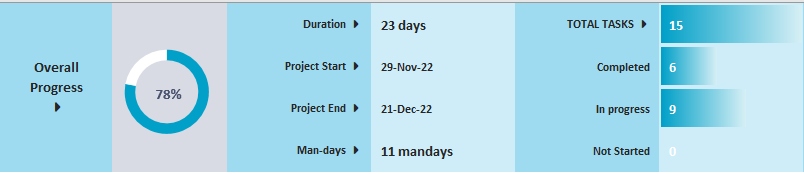 Overall
Progress
78%
Duration
23 days
Project Start
29-Nov-22
Project End
21-Dec-22
Man-days
11 mandays
TOTAL TASKS
15
Completed
6
In progress
9
Not Started
0